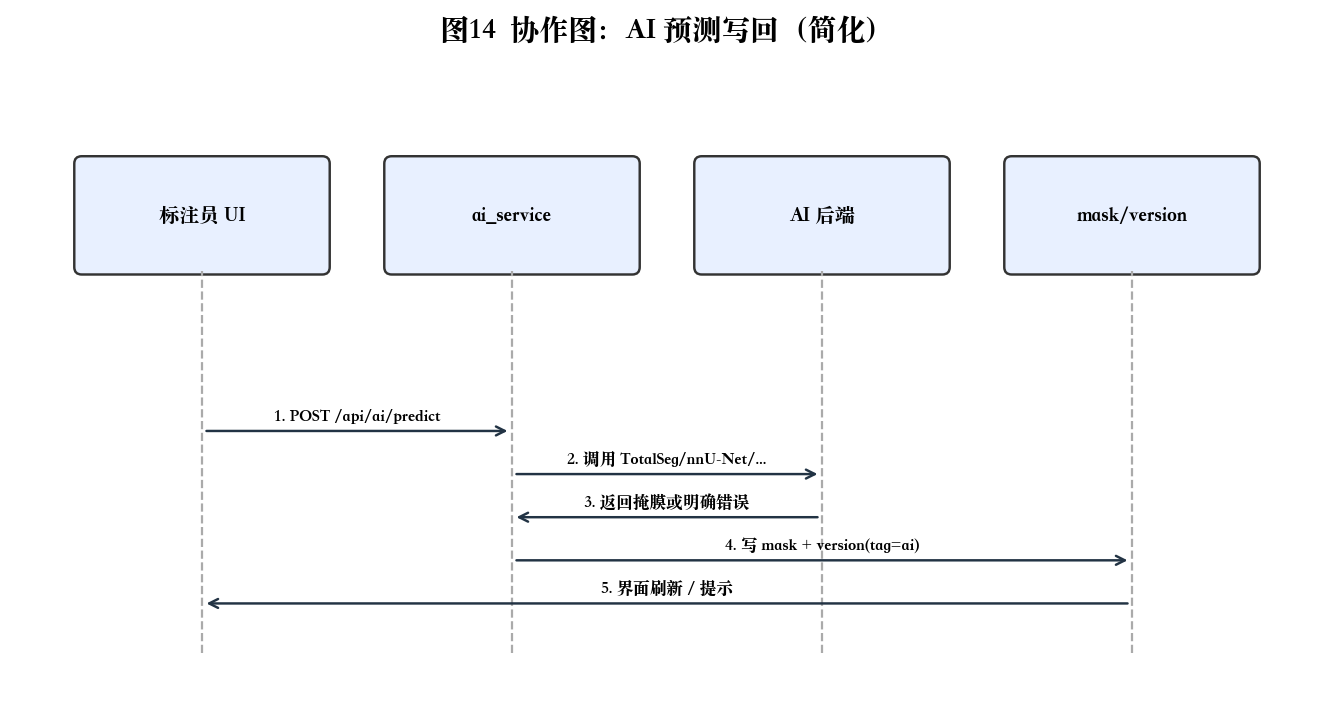 图14 协作图：AI 预测写回（简化）
标注员 UI
ai_service
AI 后端
mask/version
1. POST /api/ai/predict
2. 调用 TotalSeg/nnU-Net/...
3. 返回掩膜或明确错误
4. 写 mask + version(tag=ai)
5. 界面刷新 / 提示